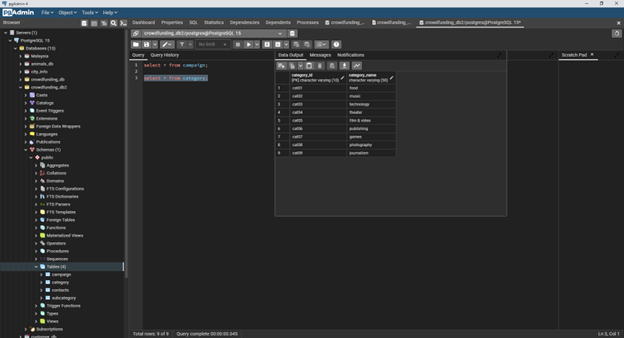 pgAdmin 4
PgAdmin File Object Tools Help
Browser
Dashboard Properties SQL Statistics Dependencies Dependents Processes crowdfunding_... crowdfunding_... crowdfunding_db2/postgres@PostgreSQL 15*
Servers (1)
PostgreSQL 15
Databases (13)
Malaysia
animals_db
city_info
crowdfunding_db
crowdfunding_db2
Casts
Catalogs
Event Triggers
Extensions
Foreign Data Wrappers
Languages
Publications
Schemas (1)
public
Aggregates
Collations
Domains
FTS Configurations
FTS Dictionaries
FTS Parsers
FTS Templates
Foreign Tables
Functions
Materialized Views
Operators
Procedures
Sequences
Tables (4)
campaign
category
contacts
subcategory
Trigger Functions
Types
Views
Subscriptions
customer_db
crowdfunding_db2/postgres@PostgreSQL 15
No limit
Query Query History
1 select * from campaign;
2
3 select * from category;
Data Output Messages Notifications
category_id
[PK] character varying (10)
category_name
character varying (50)
1 cat01 food
2 cat02 music
3 cat03 technology
4 cat04 theater
5 cat05 film & video
6 cat06 publishing
7 cat07 games
8 cat08 photography
9 cat09 journalism
Scratch Pad
Total rows: 9 of 9 Query complete 00:00:00.045 Ln 3, Col 1